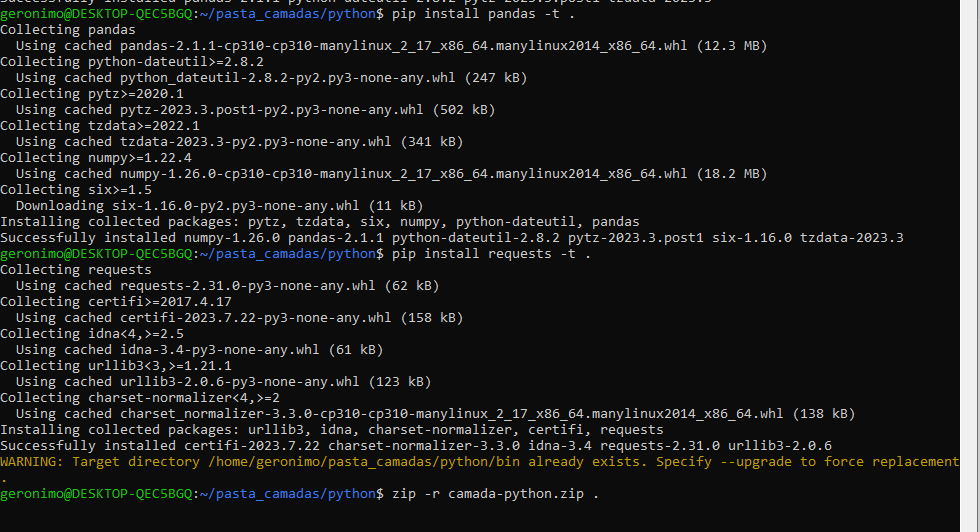 geronimo@DESKTOP-QEC5BGQ:~/pasta_camadas/python$ pip install pandas -t .
Collecting pandas
  Using cached pandas-2.1.1-cp310-cp310-manylinux_2_17_x86_64.manylinux2014_x86_64.whl (12.3 MB)
Collecting python-dateutil>=2.8.2
  Using cached python_dateutil-2.8.2-py2.py3-none-any.whl (247 kB)
Collecting pytz>=2020.1
  Using cached pytz-2023.3.post1-py2.py3-none-any.whl (502 kB)
Collecting tzdata>=2022.1
  Using cached tzdata-2023.3-py2.py3-none-any.whl (341 kB)
Collecting numpy>=1.22.4
  Using cached numpy-1.26.0-cp310-cp310-manylinux_2_17_x86_64.manylinux2014_x86_64.whl (18.2 MB)
Collecting six>=1.5
  Downloading six-1.16.0-py2.py3-none-any.whl (11 kB)
Installing collected packages: pytz, tzdata, six, numpy, python-dateutil, pandas
Successfully installed numpy-1.26.0 pandas-2.1.1 python-dateutil-2.8.2 pytz-2023.3.post1 six-1.16.0 tzdata-2023.3
geronimo@DESKTOP-QEC5BGQ:~/pasta_camadas/python$ pip install requests -t .
Collecting requests
  Using cached requests-2.31.0-py3-none-any.whl (62 kB)
Collecting certifi>=2017.4.17
  Using cached certifi-2023.7.22-py3-none-any.whl (158 kB)
Collecting idna<4,>=2.5
  Using cached idna-3.4-py3-none-any.whl (61 kB)
Collecting urllib3<3,>=1.21.1
  Using cached urllib3-2.0.6-py3-none-any.whl (123 kB)
Collecting charset-normalizer<4,>=2
  Using cached charset_normalizer-3.3.0-cp310-cp310-manylinux_2_17_x86_64.manylinux2014_x86_64.whl (138 kB)
Installing collected packages: urllib3, idna, charset-normalizer, certifi, requests
Successfully installed certifi-2023.7.22 charset-normalizer-3.3.0 idna-3.4 requests-2.31.0 urllib3-2.0.6
WARNING: Target directory /home/geronimo/pasta_camadas/python/bin already exists. Specify --upgrade to force replacement
.
geronimo@DESKTOP-QEC5BGQ:~/pasta_camadas/python$ zip -r camada-python.zip .